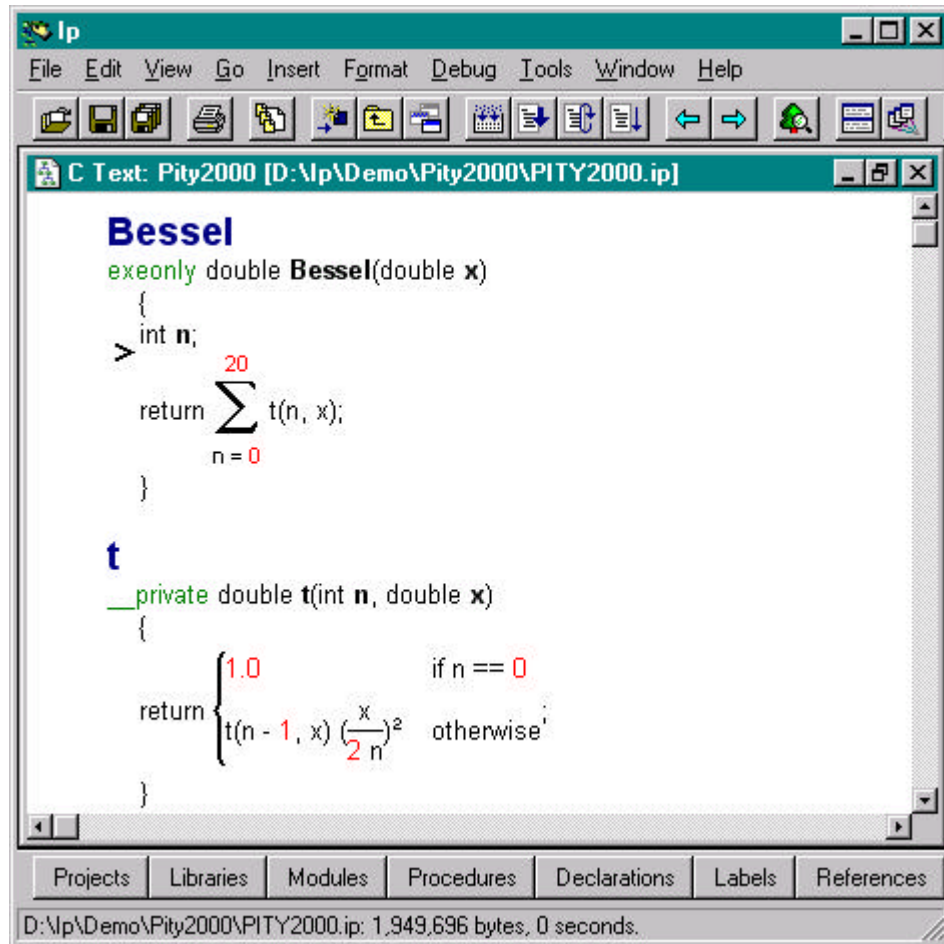 Ip
File Edit View Go Insert Format Debug Tools Window Help
C Text: Pity2000 [D:\Ip\Demo\Pity2000\PITY2000.ip]
Bessel
exeonly double Bessel(double x)
{
int n;
>
20
return ∑ t(n, x);
n = 0
}
t
__private double t(int n, double x)
{
1.0 if n == 0
return { ;
t(n - 1, x) (x/2 n)² otherwise
}
Projects Libraries Modules Procedures Declarations Labels References
D:\Ip\Demo\Pity2000\PITY2000.ip: 1,949,696 bytes, 0 seconds.